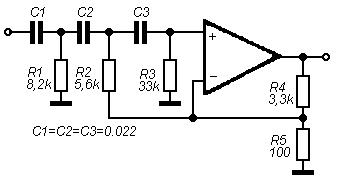 C1 C2 C3
+
−
R1
8,2k
R2
5,6k
R3
33k
R4
3,3k
C1=C2=C3=0.022
R5
100